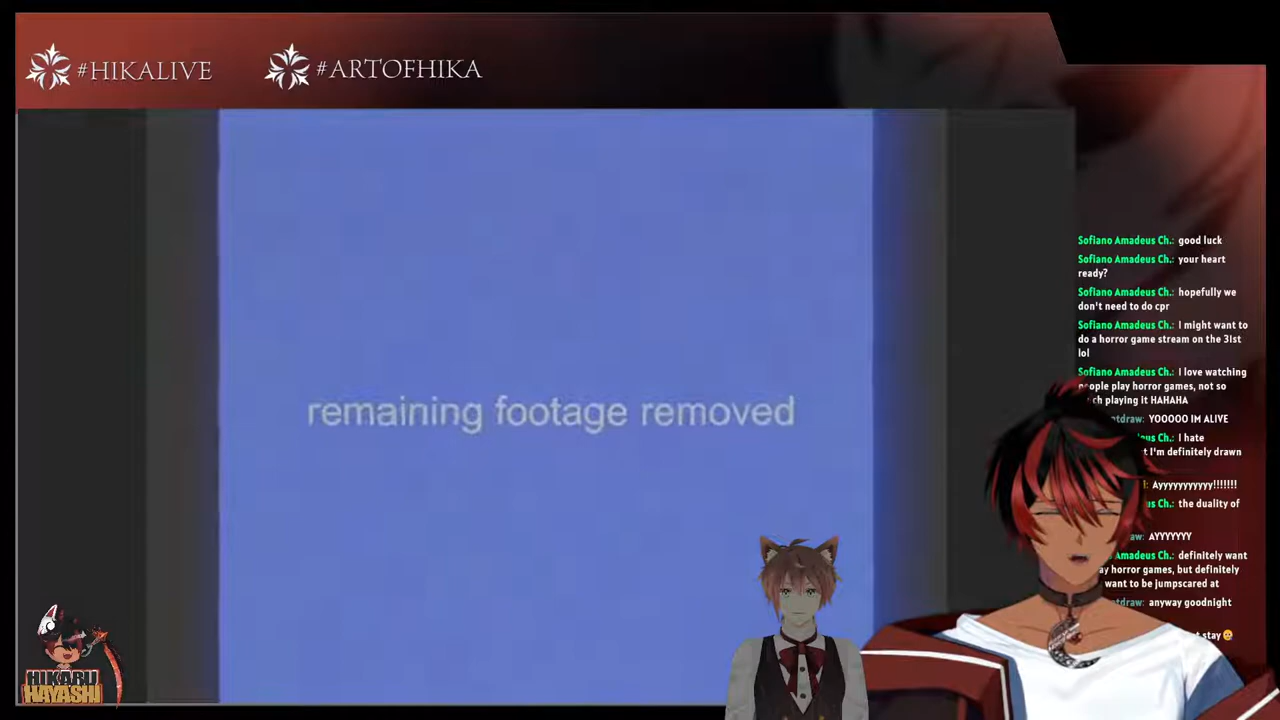 #HIKALIVE
#ARTOFHIKA
remaining footage removed
Sofiano Amadeus Ch.: good luck
Sofiano Amadeus Ch.: your heart
ready?
Sofiano Amadeus Ch.: hopefully we
don't need to do cpr
Sofiano Amadeus Ch.: I might want to
do a horror game stream on the 31st
lol
Sofiano Amadeus Ch.: I love watching
people play horror games, not so
playing it HAHAHA
YOOOOO IM ALIVE
Ch.: I hate
I'm definitely drawn
Ayyyyyyyyyy!!!!!!!
Ch.: the duality of
AYYYYYY
Amadeus Ch.: definitely want
horror games, but definitely
want to be jumpscared at
anyway goodnight
stay🥺
HIKARU
HAYASHI